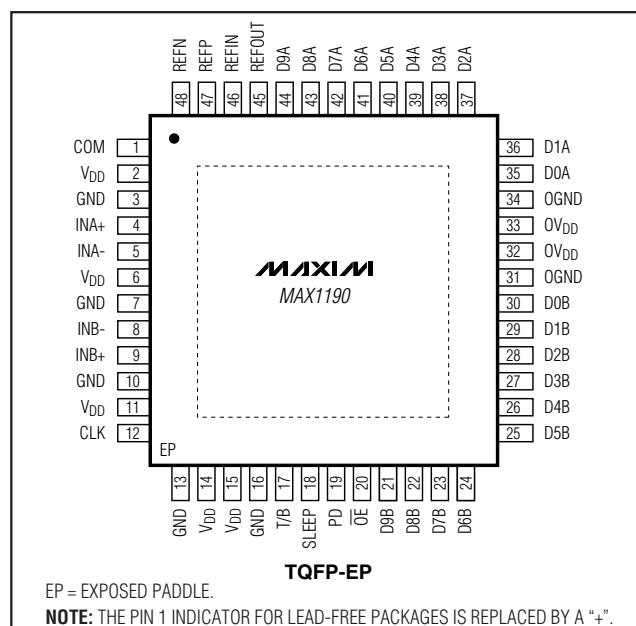 REFN REFP REFIN REFOUT D9A D8A D7A D6A D5A D4A D3A D2A
48 47 46 45 44 43 42 41 40 39 38 37
COM 1 36 D1A
VDD 2 35 D0A
GND 3 34 OGND
INA+ 4 33 OVDD
INA- 5 32 OVDD
VDD 6 31 OGND
MAXIM
MAX1190
GND 7 30 D0B
INB- 8 29 D1B
INB+ 9 28 D2B
GND 10 27 D3B
VDD 11 26 D4B
CLK 12 25 D5B
EP
13 14 15 16 17 18 19 20 21 22 23 24
GND VDD VDD GND T/B SLEEP PD OE D9B D8B D7B D6B
TQFP-EP
EP = EXPOSED PADDLE.
NOTE: THE PIN 1 INDICATOR FOR LEAD-FREE PACKAGES IS REPLACED BY A “+”.